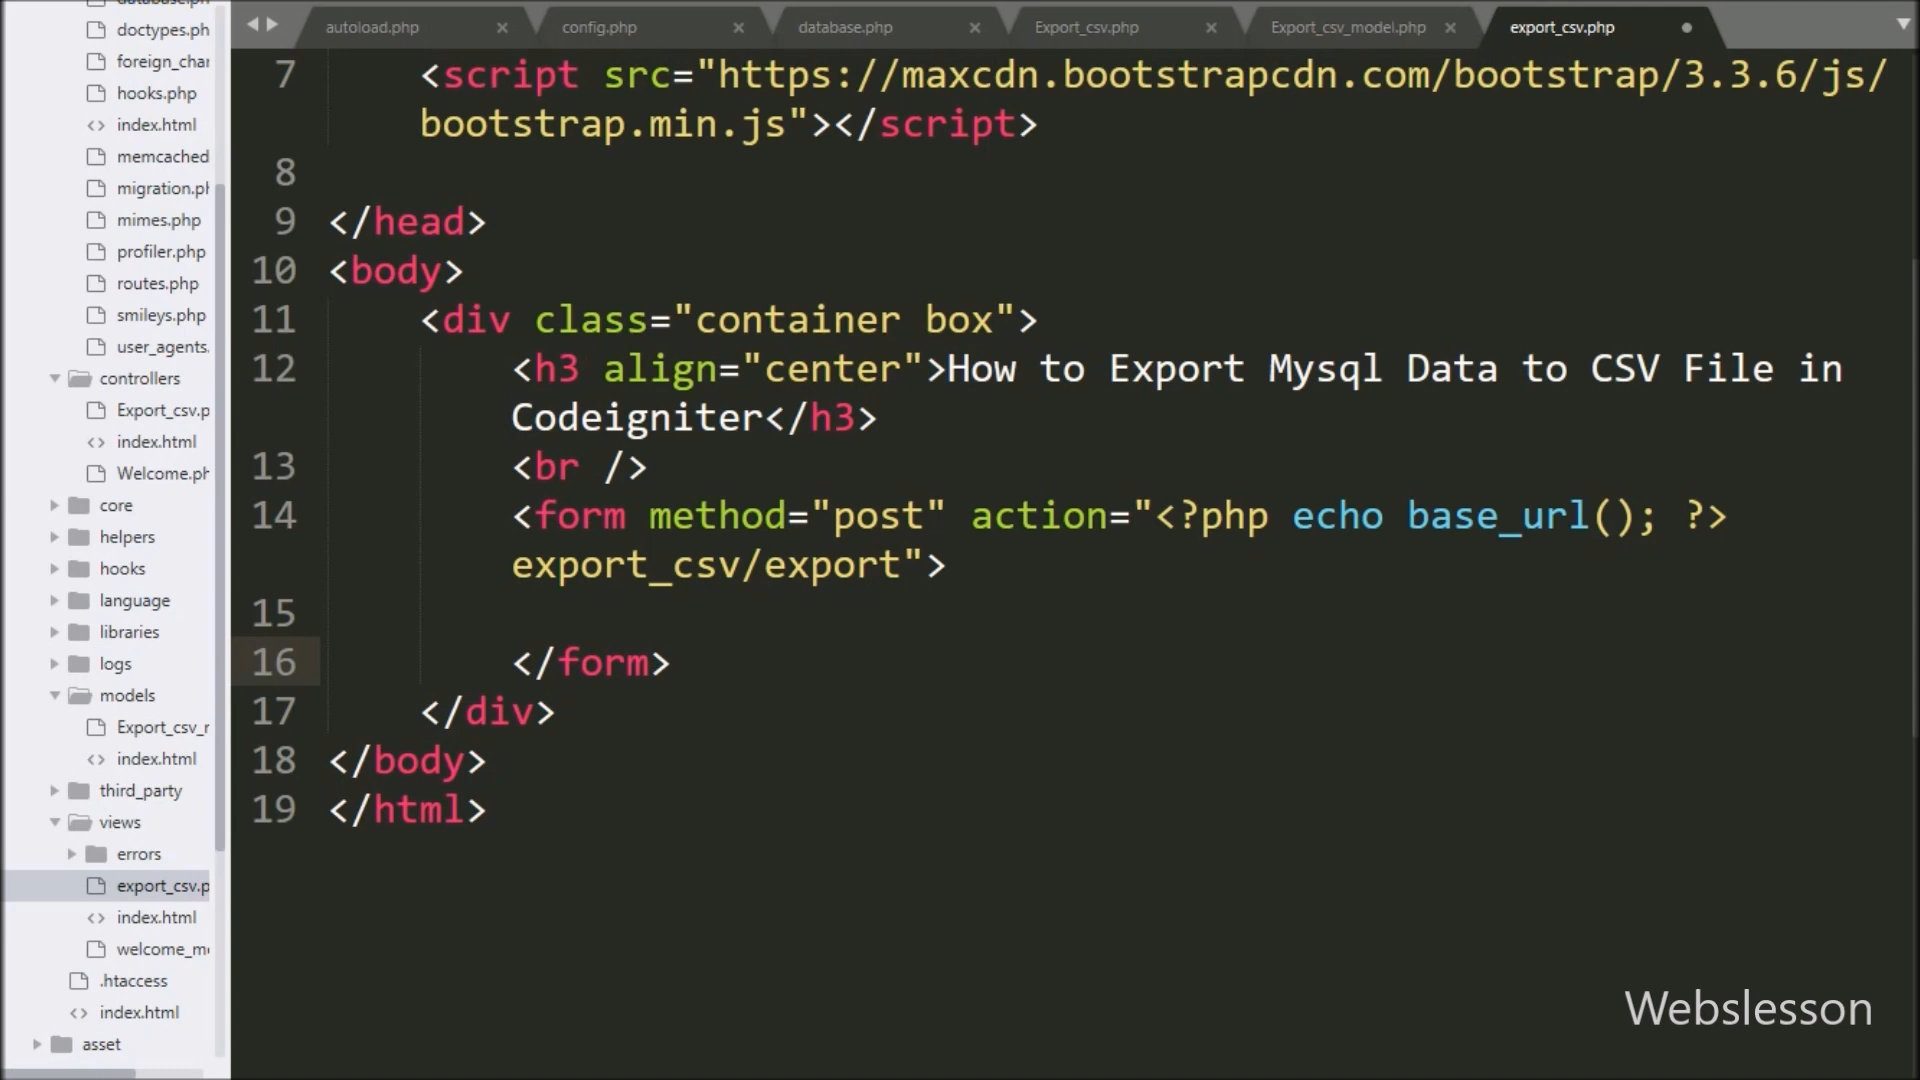 database.ph
doctypes.ph
foreign_char
hooks.php
index.html
memcached
migration.ph
mimes.php
profiler.php
routes.php
smileys.php
user_agents.
controllers
Export_csv.p
index.html
Welcome.ph
core
helpers
hooks
language
libraries
logs
models
Export_csv_r
index.html
third_party
views
errors
export_csv.p
index.html
welcome_m
.htaccess
index.html
asset
autoload.php
config.php
database.php
Export_csv.php
Export_csv_model.php
export_csv.php
7 <script src="https://maxcdn.bootstrapcdn.com/bootstrap/3.3.6/js/
bootstrap.min.js"></script>
8
9 </head>
10 <body>
11 <div class="container box">
12 <h3 align="center">How to Export Mysql Data to CSV File in
Codeigniter</h3>
13 <br />
14 <form method="post" action="<?php echo base_url(); ?>
export_csv/export">
15
16 </form>
17 </div>
18 </body>
19 </html>
Webslesson